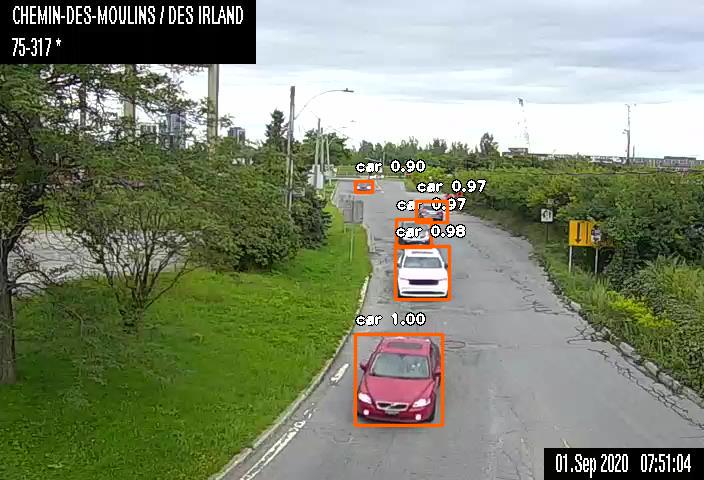 CHEMIN-DES-MOULINS / DES IRLAND
75-317 *
car 0.90
car 0.97
car 0.97
car 0.98
car 1.00
01.Sep 2020 07:51:04